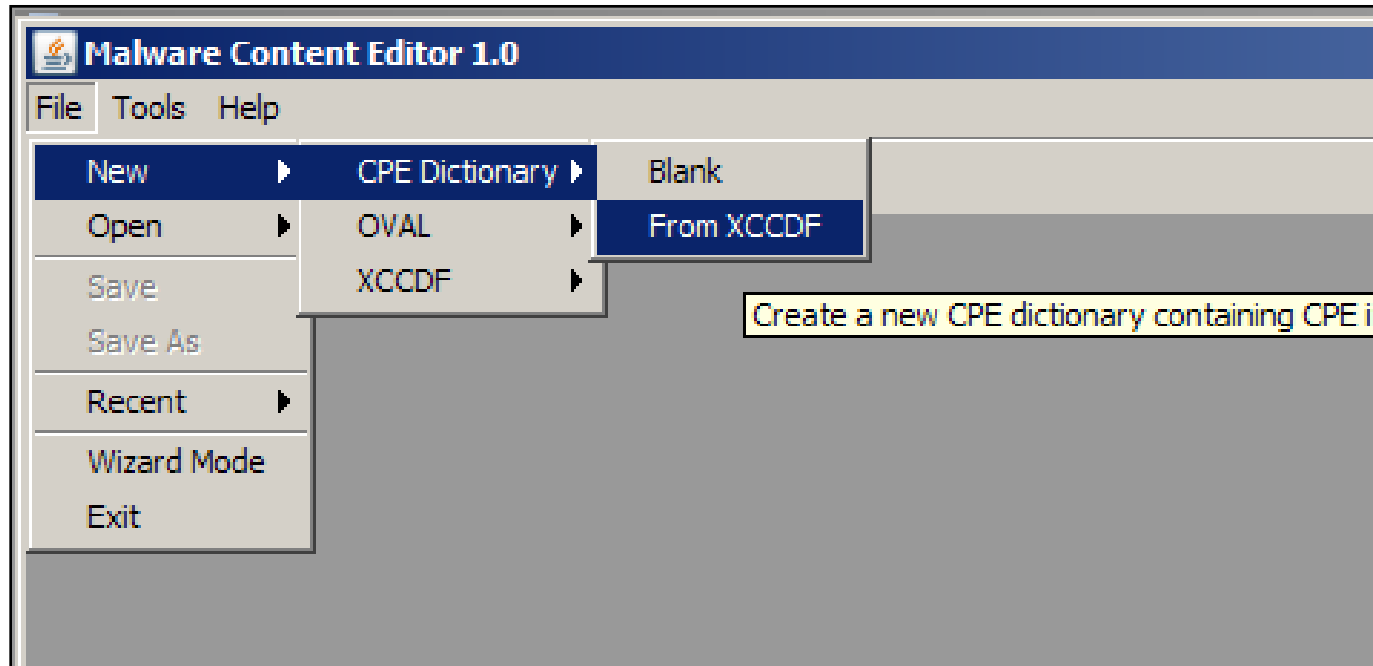 Malware Content Editor 1.0
File Tools Help
New CPE Dictionary Blank
Open OVAL From XCCDF
Save XCCDF
Create a new CPE dictionary containing CPE
Save As
Recent
Wizard Mode
Exit